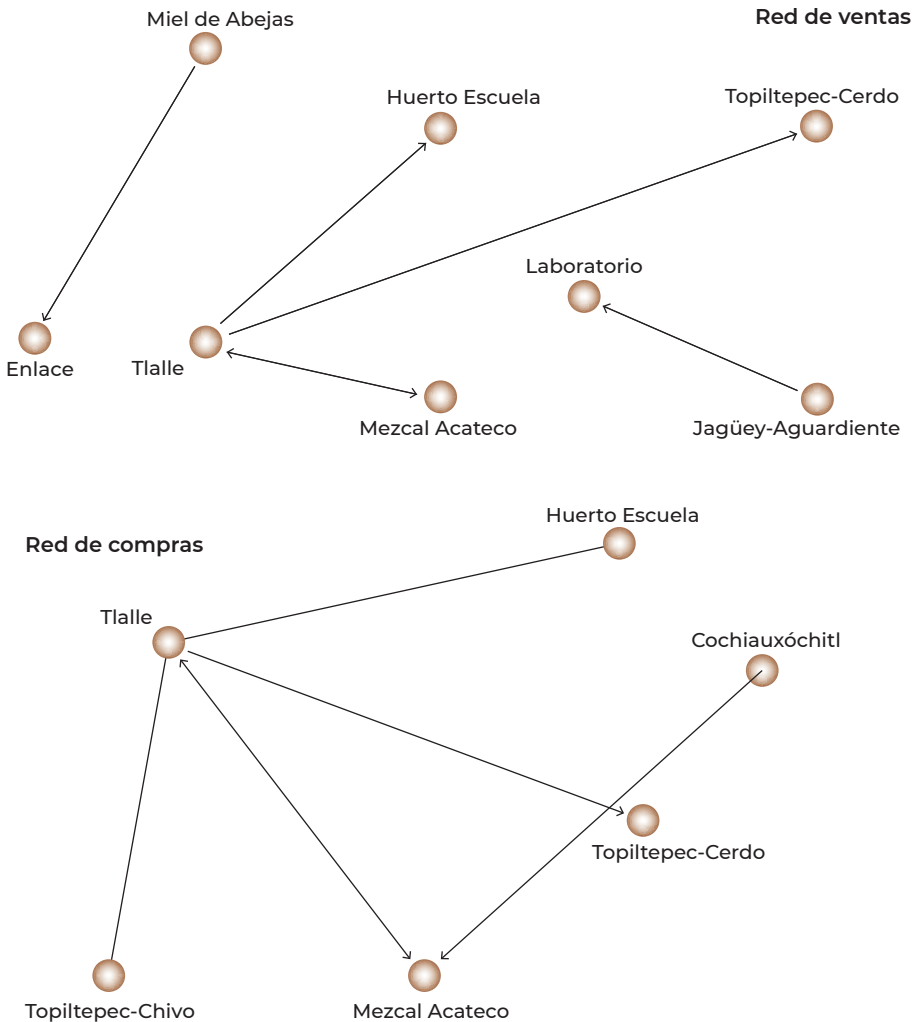 Miel de Abejas
Red de ventas
Huerto Escuela
Topiltepec-Cerdo
Laboratorio
Enlace
Tlalle
Mezcal Acateco
Jagüey-Aguardiente
Huerto Escuela
Red de compras
Tlalle
Cochiauxóchitl
Topiltepec-Cerdo
Topiltepec-Chivo
Mezcal Acateco